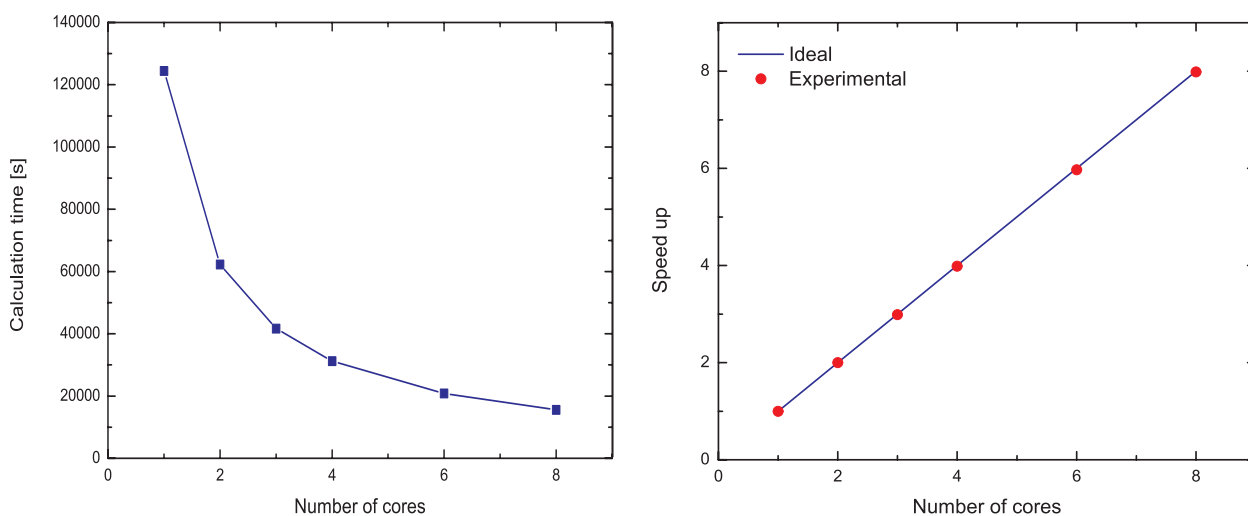 140000
120000
100000
80000
60000
40000
20000
0
Calculation time [s]
0 2 4 6 8
Number of cores
Ideal
Experimental
8
6
4
2
0
Speed up
0 2 4 6 8
Number of cores